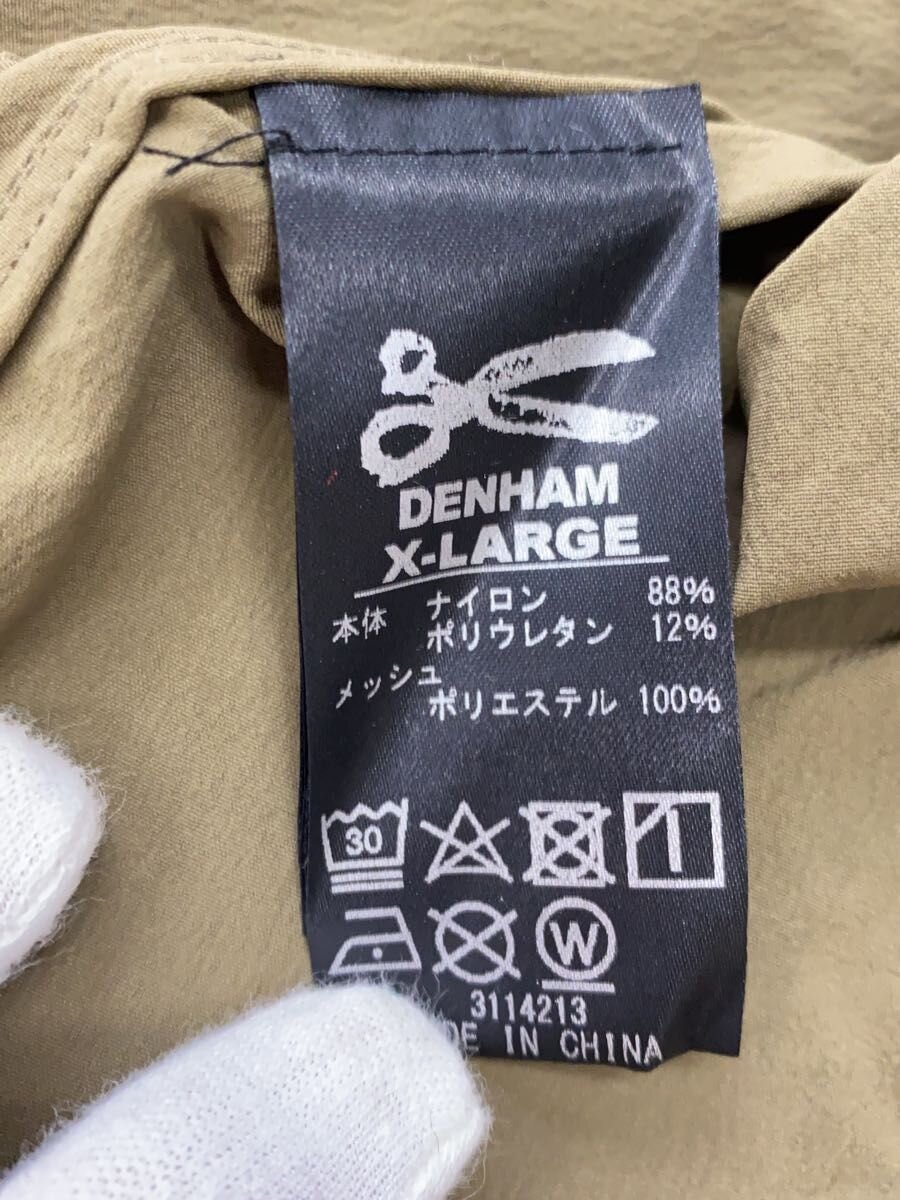 DENHAM
X-LARGE
本体 ナイロン 88%
ポリウレタン 12%
メッシュ
ポリエステル 100%
30
W
3114213
IN CHINA